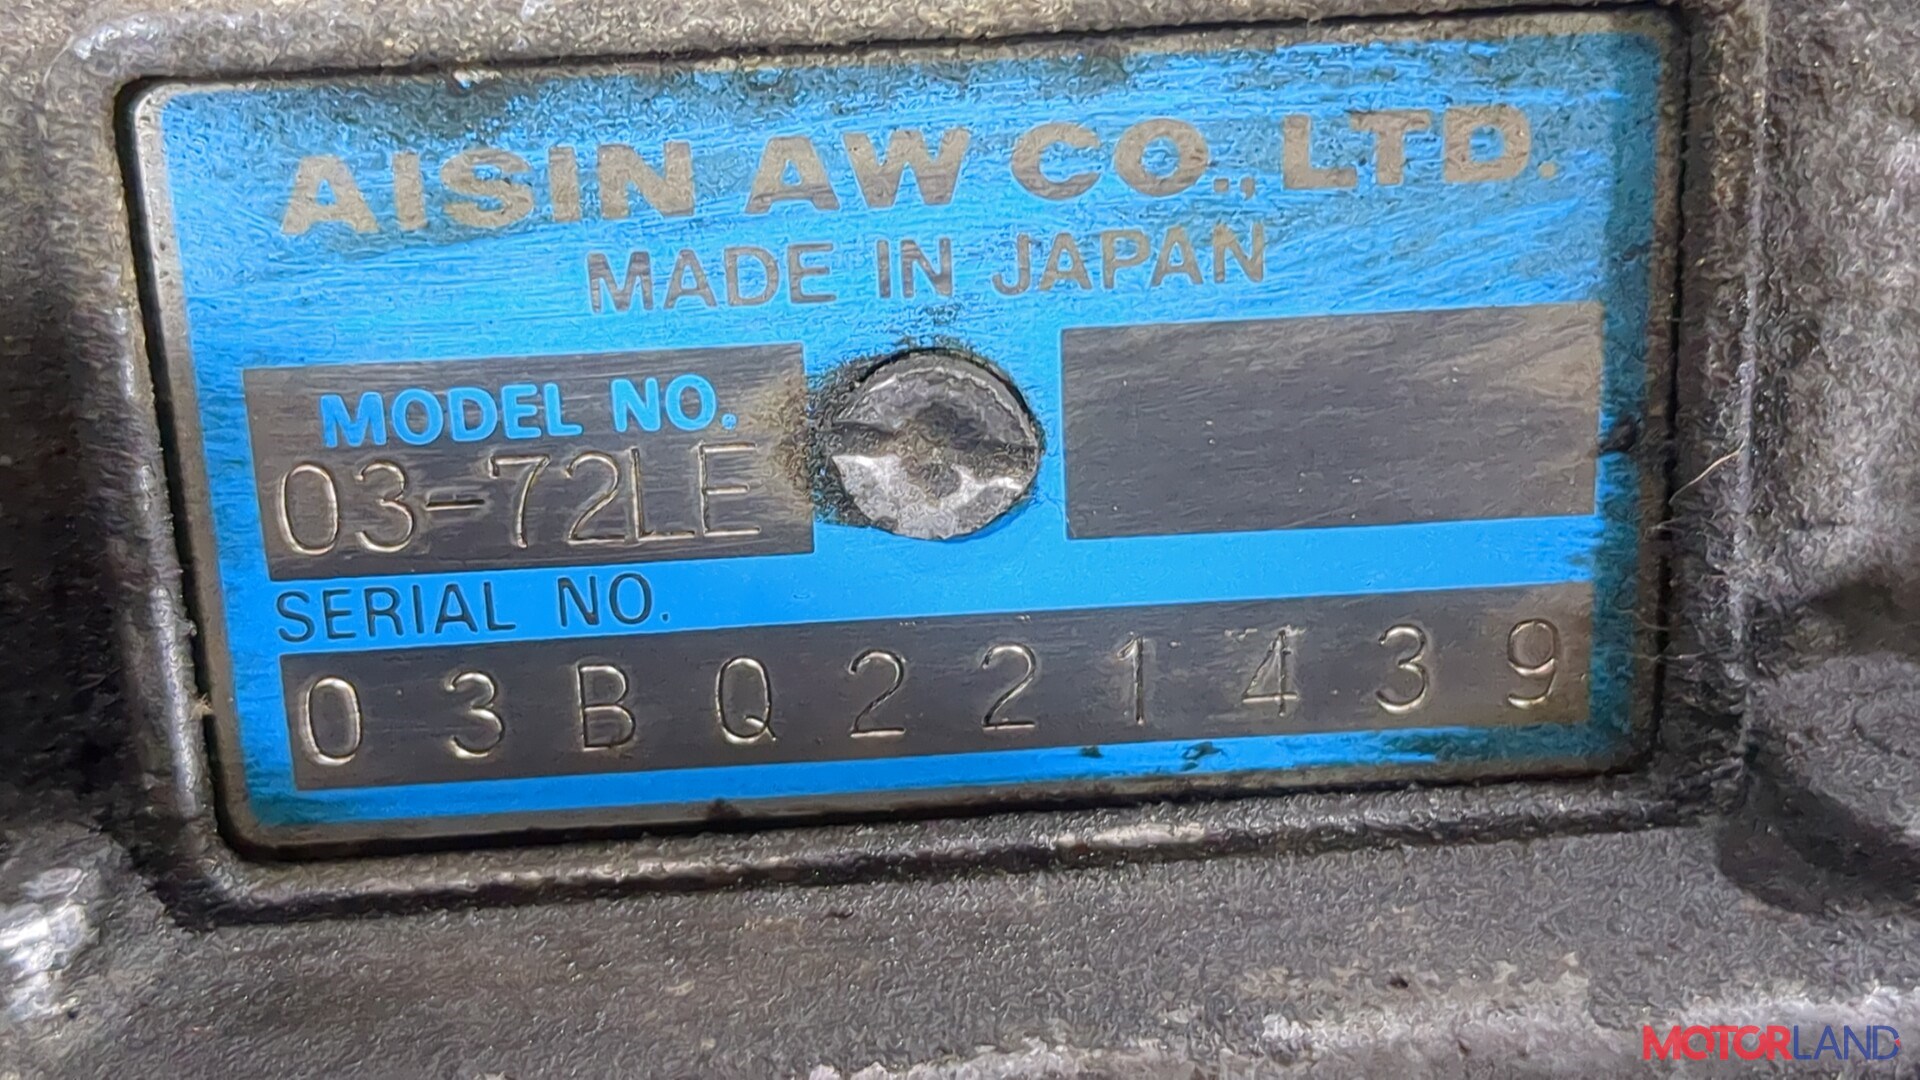 AISIN AW CO., LTD.
MADE IN JAPAN
MODEL NO.
03-72LE
SERIAL NO.
03BQ221439
MOTORLAND